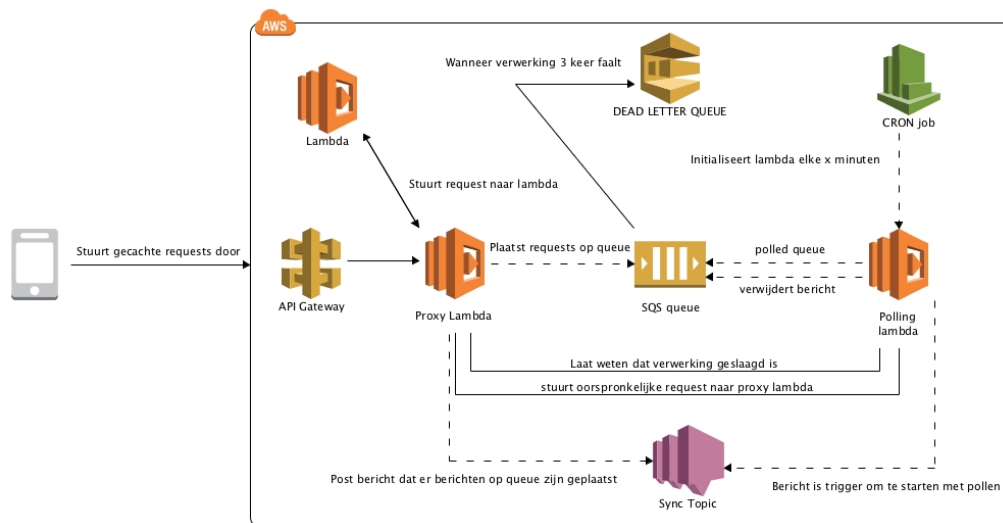 AWS
Wanneer verwerking 3 keer faalt
DEAD LETTER QUEUE
CRON job
Lambda
Initialiseert lambda elke x minuten
Stuurt request naar lambda
Stuurt gecachte requests door
Plaatst requests op queue
polled queue
verwijdert bericht
API Gateway
Proxy Lambda
SQS queue
Polling
lambda
Laat weten dat verwerking geslaagd is
stuurt oorspronkelijke request naar proxy lambda
Post bericht dat er berichten op queue zijn geplaatst
Bericht is trigger om te starten met pollen
Sync Topic